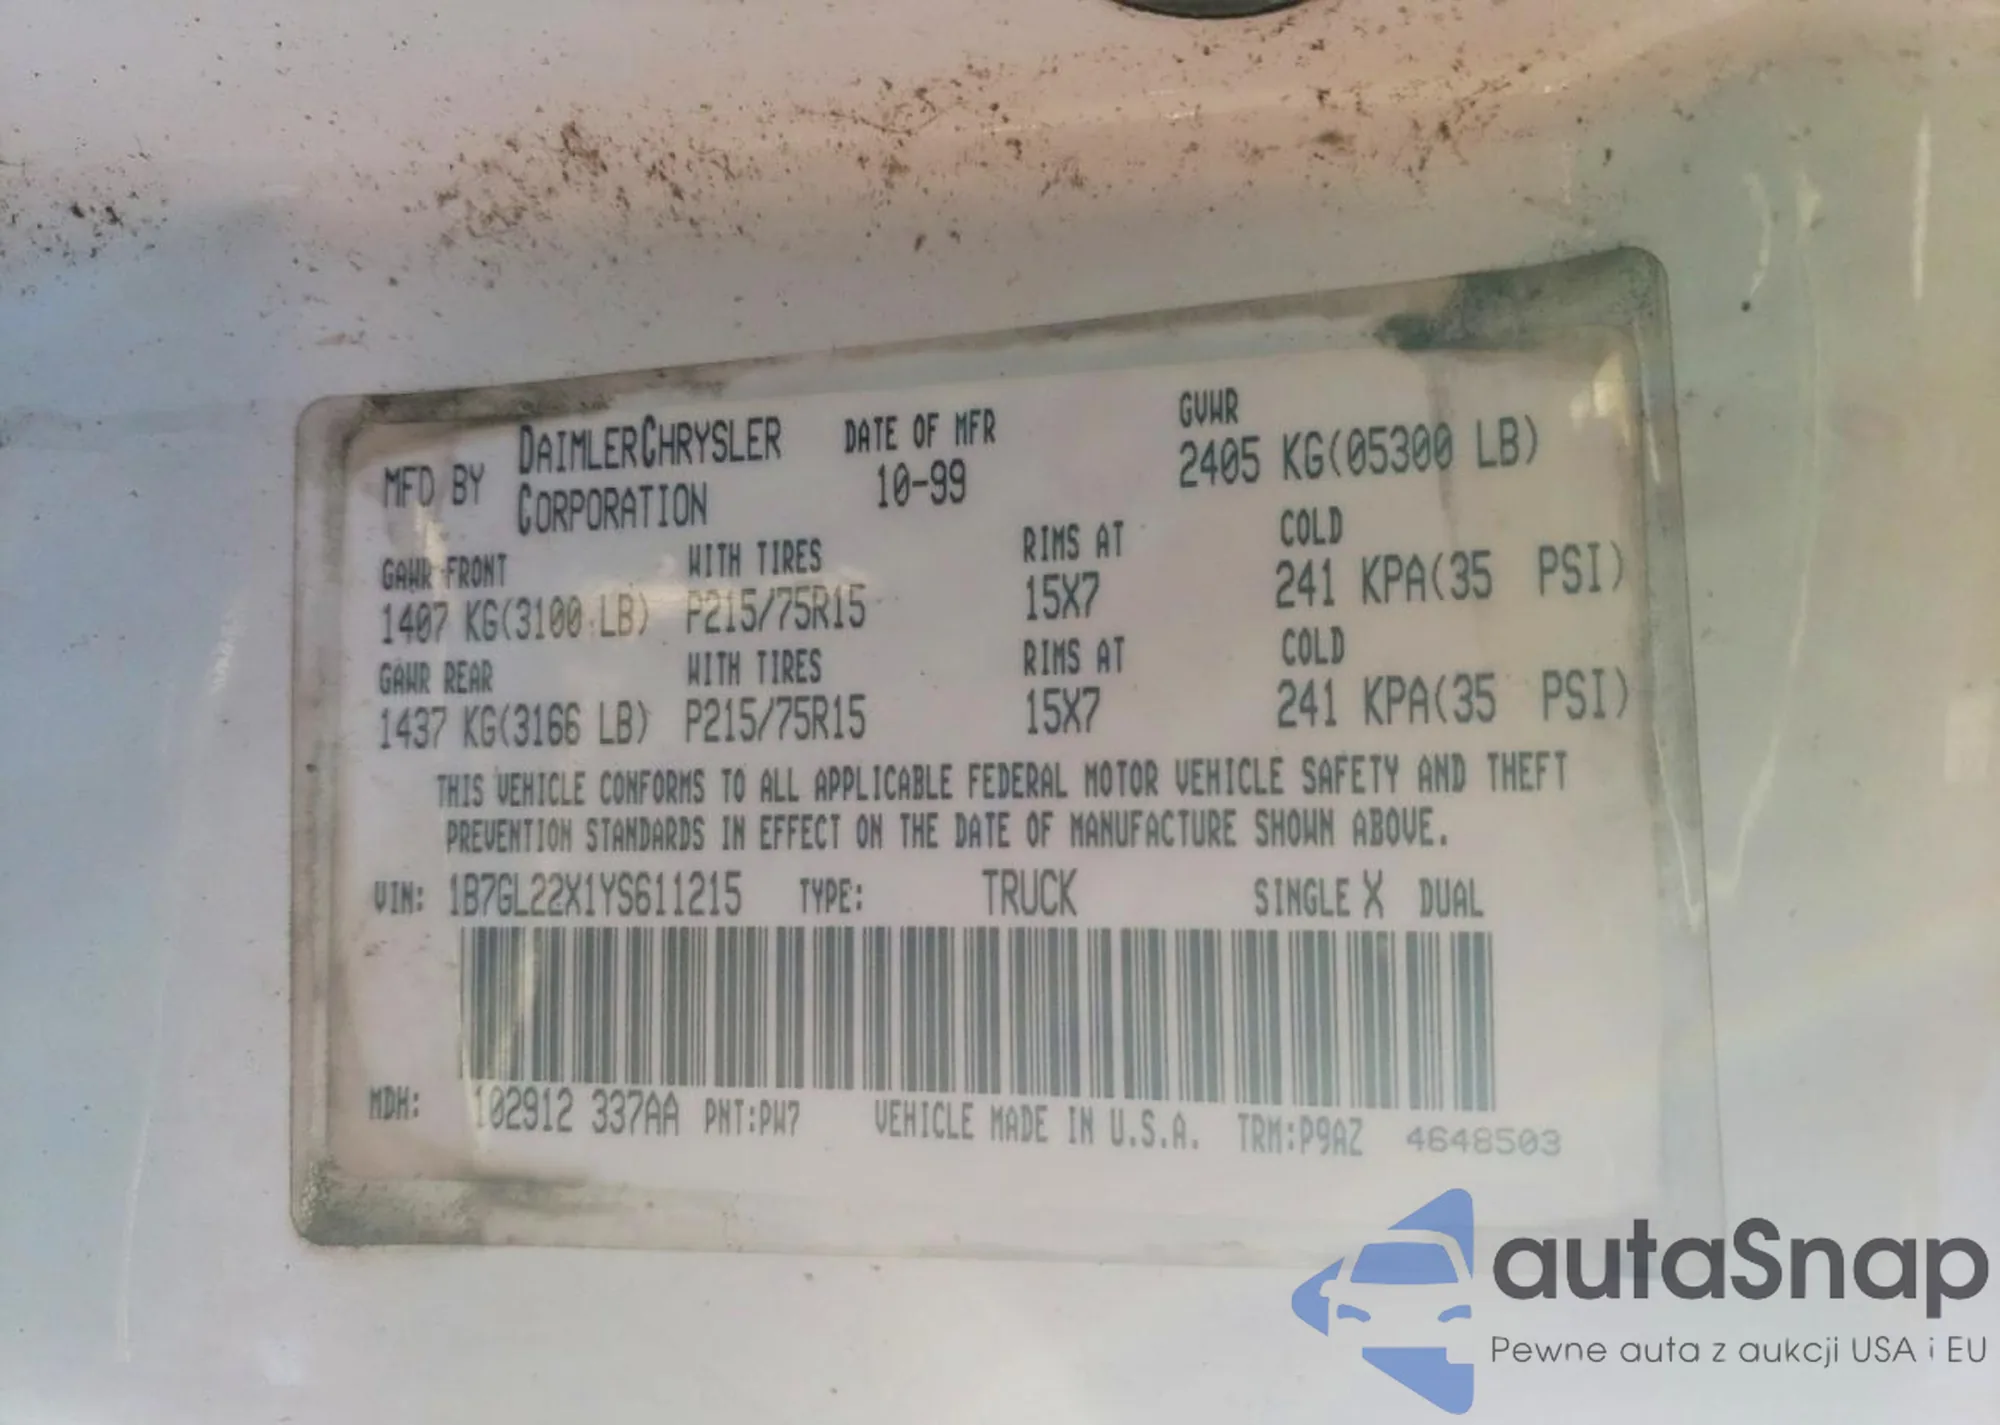 MFD BY DAIMLERCHRYSLER CORPORATION
DATE OF MFR
10-99
GVWR
2405 KG(05300 LB)
GAWR FRONT WITH TIRES RIMS AT COLD
1407 KG(3100 LB) P215/75R15 15X7 241 KPA(35 PSI)
GAWR REAR WITH TIRES RIMS AT COLD
1437 KG(3166 LB) P215/75R15 15X7 241 KPA(35 PSI)
THIS VEHICLE CONFORMS TO ALL APPLICABLE FEDERAL MOTOR VEHICLE SAFETY AND THEFT
PREVENTION STANDARDS IN EFFECT ON THE DATE OF MANUFACTURE SHOWN ABOVE.
VIN: 1B7GL22X1YS611215 TYPE: TRUCK SINGLE X DUAL
MDH: 102912 337AA PNT:PW7 VEHICLE MADE IN U.S.A. TRM:P9AZ 4648503
autaSnap
Pewne auta z aukcji USA i EU